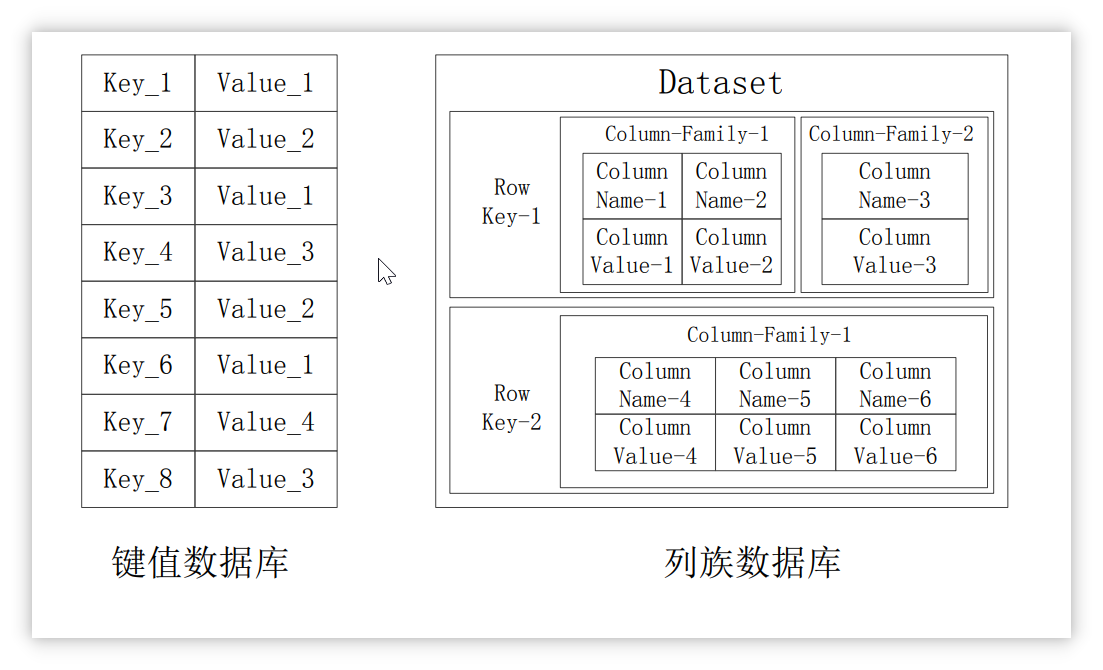 Key_1 Value_1
Key_2 Value_2
Key_3 Value_1
Key_4 Value_3
Key_5 Value_2
Key_6 Value_1
Key_7 Value_4
Key_8 Value_3
键值数据库
Dataset
Row
Key-1
Column-Family-1
Column Column
Name-1 Name-2
Column Column
Value-1 Value-2
Column-Family-2
Column
Name-3
Column
Value-3
Row
Key-2
Column-Family-1
Column Column Column
Name-4 Name-5 Name-6
Column Column Column
Value-4 Value-5 Value-6
列族数据库